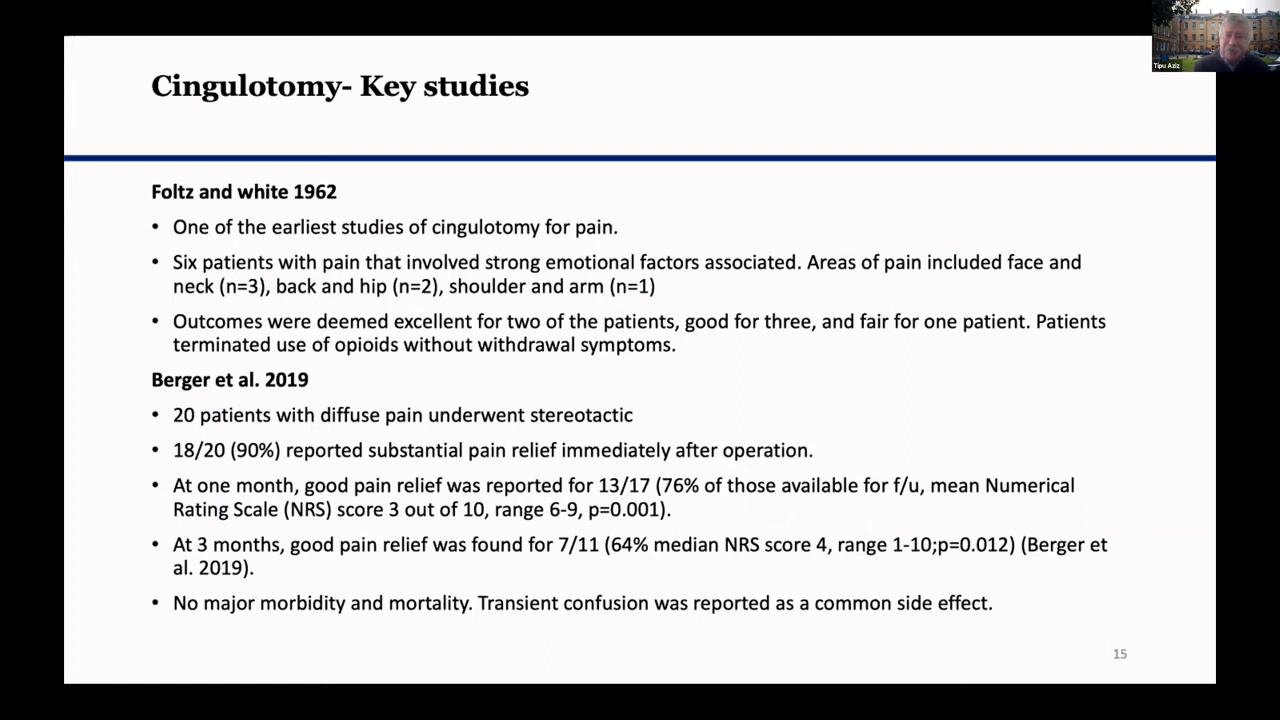 Tipu Aziz
Cingulotomy- Key studies
Foltz and white 1962
• One of the earliest studies of cingulotomy for pain.
• Six patients with pain that involved strong emotional factors associated. Areas of pain included face and
neck (n=3), back and hip (n=2), shoulder and arm (n=1)
• Outcomes were deemed excellent for two of the patients, good for three, and fair for one patient. Patients
terminated use of opioids without withdrawal symptoms.
Berger et al. 2019
• 20 patients with diffuse pain underwent stereotactic
• 18/20 (90%) reported substantial pain relief immediately after operation.
• At one month, good pain relief was reported for 13/17 (76% of those available for f/u, mean Numerical
Rating Scale (NRS) score 3 out of 10, range 6-9, p=0.001).
• At 3 months, good pain relief was found for 7/11 (64% median NRS score 4, range 1-10;p=0.012) (Berger et
al. 2019).
• No major morbidity and mortality. Transient confusion was reported as a common side effect.
15